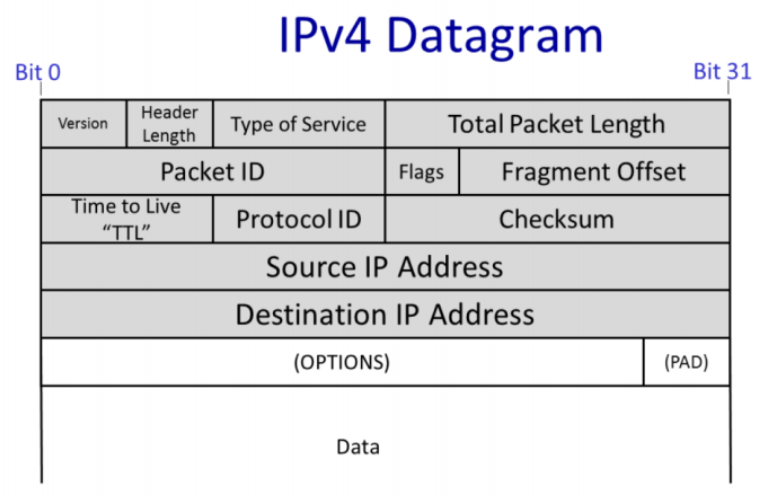 IPv4 Datagram
Bit 0
Bit 31
Version
Header
Length
Type of Service
Total Packet Length
Packet ID
Flags
Fragment Offset
Time to Live
“TTL”
Protocol ID
Checksum
Source IP Address
Destination IP Address
(OPTIONS)
(PAD)
Data